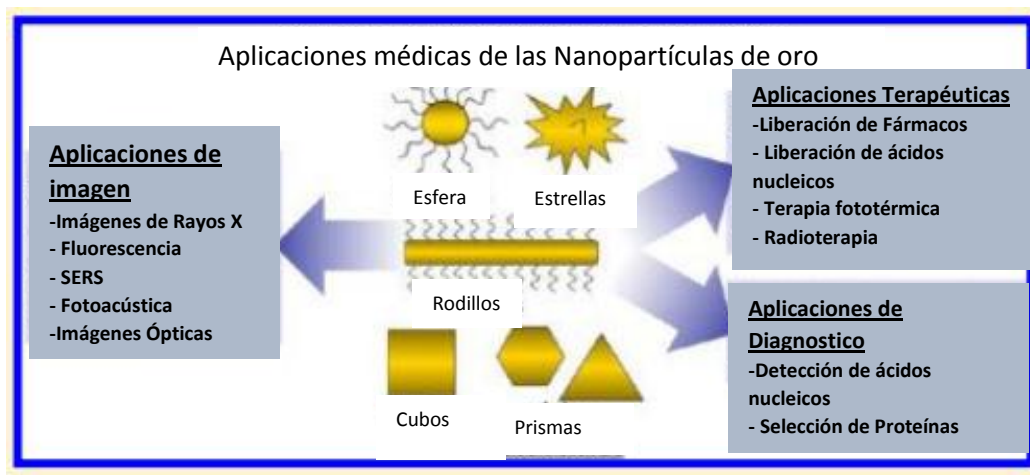 Aplicaciones médicas de las Nanopartículas de oro
Aplicaciones de
imagen
-Imágenes de Rayos X
- Fluorescencia
- SERS
- Fotoacústica
-Imágenes Ópticas
Esfera
Estrellas
Rodillos
Cubos
Prismas
Aplicaciones Terapéuticas
-Liberación de Fármacos
- Liberación de ácidos
nucleicos
- Terapia fototérmica
- Radioterapia
Aplicaciones de
Diagnostico
-Detección de ácidos
nucleicos
- Selección de Proteínas